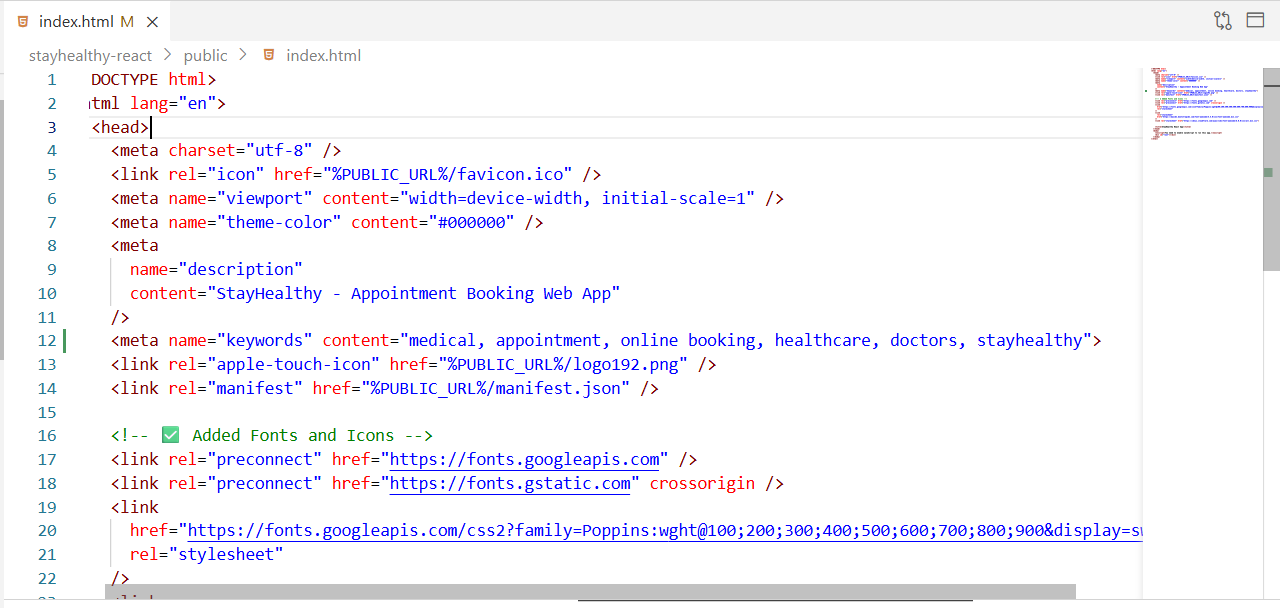 index.html M
stayhealthy-react > public > index.html
1 DOCTYPE html>
2 tml lang="en">
3 <head>
4 <meta charset="utf-8" />
5 <link rel="icon" href="%PUBLIC_URL%/favicon.ico" />
6 <meta name="viewport" content="width=device-width, initial-scale=1" />
7 <meta name="theme-color" content="#000000" />
8 <meta
9 name="description"
10 content="StayHealthy - Appointment Booking Web App"
11 />
12 <meta name="keywords" content="medical, appointment, online booking, healthcare, doctors, stayhealthy">
13 <link rel="apple-touch-icon" href="%PUBLIC_URL%/logo192.png" />
14 <link rel="manifest" href="%PUBLIC_URL%/manifest.json" />
15
16 <!-- ✅ Added Fonts and Icons -->
17 <link rel="preconnect" href="https://fonts.googleapis.com" />
18 <link rel="preconnect" href="https://fonts.gstatic.com" crossorigin />
19 <link
20 href="https://fonts.googleapis.com/css2?family=Poppins:wght@100;200;300;400;500;600;700;800;900&display=sw
21 rel="stylesheet"
22 />